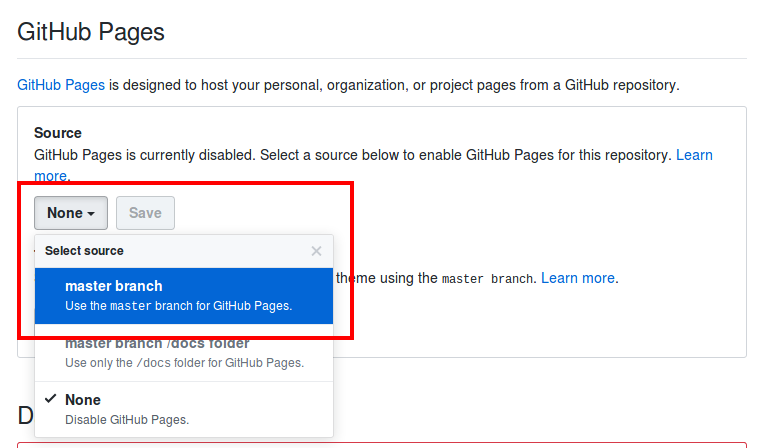 GitHub Pages
GitHub Pages is designed to host your personal, organization, or project pages from a GitHub repository.
Source
GitHub Pages is currently disabled. Select a source below to enable GitHub Pages for this repository. Learn
more.
None Save
Select source
master branch
theme using the master branch. Learn more.
Use the master branch for GitHub Pages.
master branch /docs folder
Use only the /docs folder for GitHub Pages.
None
Disable GitHub Pages.
D